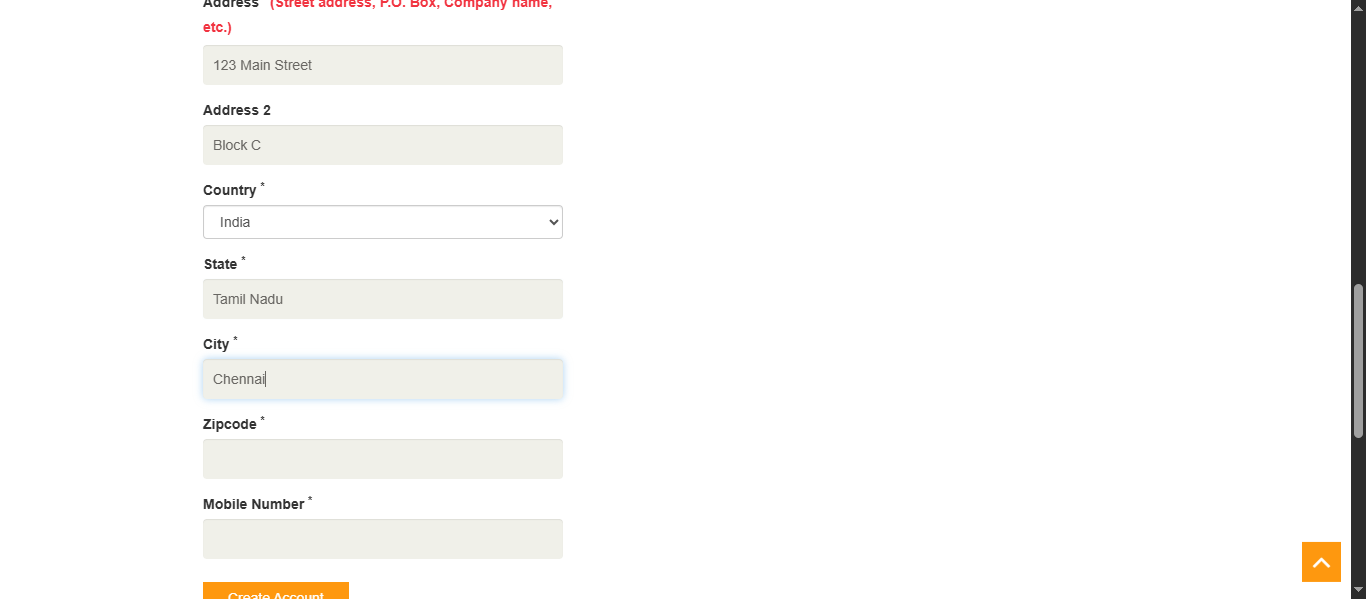 Address * (Street address, P.O. Box, Company name,
etc.)
123 Main Street
Address 2
Block C
Country *
India
State *
Tamil Nadu
City *
Chennai
Zipcode *
Mobile Number *
Create Account